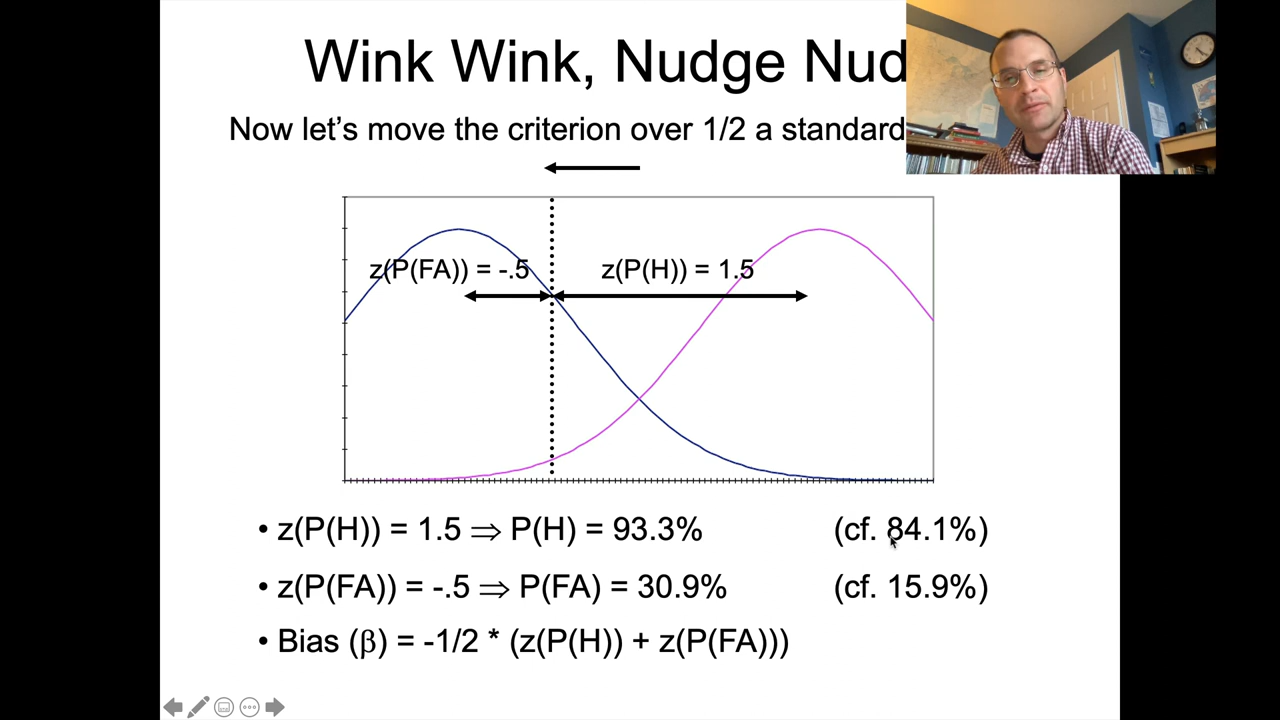 Wink Wink, Nudge Nud
Now let's move the criterion over 1/2 a standard
z(P(FA)) = -.5
z(P(H)) = 1.5
• z(P(H)) = 1.5 ⇒ P(H) = 93.3% (cf. 84.1%)
• z(P(FA)) = -.5 ⇒ P(FA) = 30.9% (cf. 15.9%)
• Bias (β) = -1/2 * (z(P(H)) + z(P(FA)))